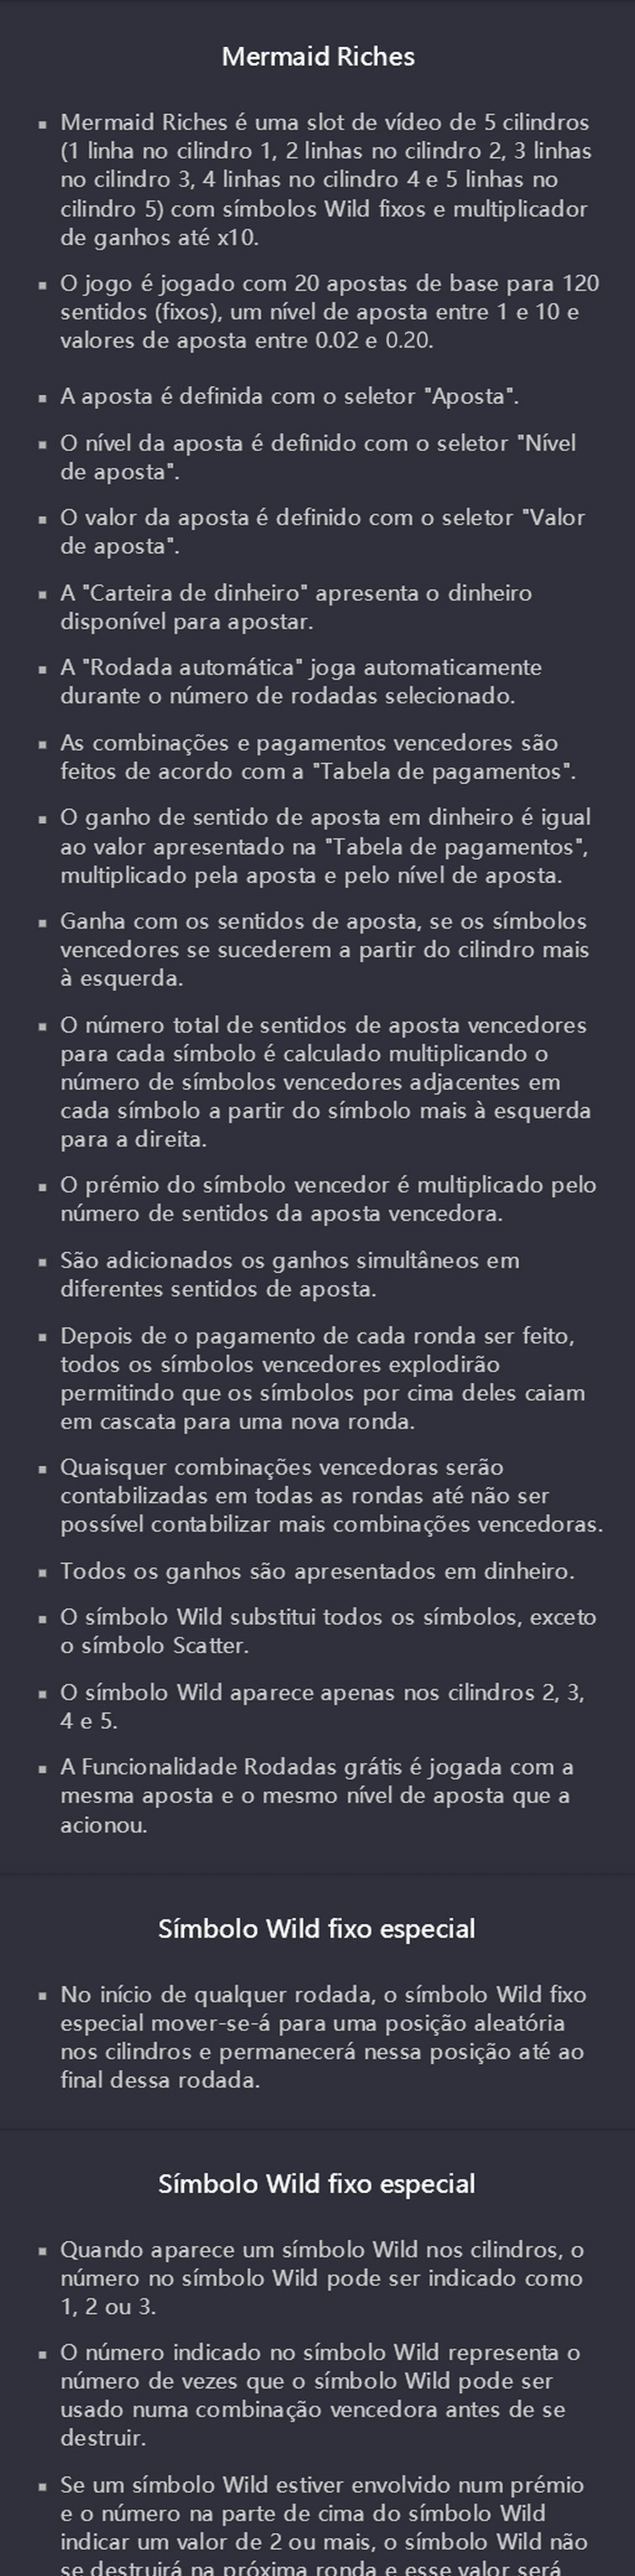 Mermaid Riches
Mermaid Riches é uma slot de vídeo de 5 cilindros
(1 linha no cilindro 1, 2 linhas no cilindro 2, 3 linhas
no cilindro 3, 4 linhas no cilindro 4 e 5 linhas no
cilindro 5) com símbolos Wild fixos e multiplicador
de ganhos até x10.
O jogo é jogado com 20 apostas de base para 120
sentidos (fixos), um nível de aposta entre 1 e 10 e
valores de aposta entre 0.02 e 0.20.
A aposta é definida com o seletor "Aposta".
O nível da aposta é definido com o seletor "Nível
de aposta".
O valor da aposta é definido com o seletor "Valor
de aposta".
A "Carteira de dinheiro" apresenta o dinheiro
disponível para apostar.
A "Rodada automática" joga automaticamente
durante o número de rodadas selecionado.
As combinações e pagamentos vencedores são
feitos de acordo com a "Tabela de pagamentos".
O ganho de sentido de aposta em dinheiro é igual
ao valor apresentado na "Tabela de pagamentos",
multiplicado pela aposta e pelo nível de aposta.
Ganha com os sentidos de aposta, se os símbolos
vencedores se sucederem a partir do cilindro mais
à esquerda.
O número total de sentidos de aposta vencedores
para cada símbolo é calculado multiplicando o
número de símbolos vencedores adjacentes em
cada símbolo a partir do símbolo mais à esquerda
para a direita.
O prémio do símbolo vencedor é multiplicado pelo
número de sentidos da aposta vencedora.
São adicionados os ganhos simultâneos em
diferentes sentidos de aposta.
Depois de o pagamento de cada ronda ser feito,
todos os símbolos vencedores explodirão
permitindo que os símbolos por cima deles caiam
em cascata para uma nova ronda.
Quaisquer combinações vencedoras serão
contabilizadas em todas as rondas até não ser
possível contabilizar mais combinações vencedoras.
Todos os ganhos são apresentados em dinheiro.
O símbolo Wild substitui todos os símbolos, exceto
o símbolo Scatter.
O símbolo Wild aparece apenas nos cilindros 2, 3,
4 e 5.
A Funcionalidade Rodadas grátis é jogada com a
mesma aposta e o mesmo nível de aposta que a
acionou.
Símbolo Wild fixo especial
No início de qualquer rodada, o símbolo Wild fixo
especial mover-se-á para uma posição aleatória
nos cilindros e permanecerá nessa posição até ao
final dessa rodada.
Símbolo Wild fixo especial
Quando aparece um símbolo Wild nos cilindros, o
número no símbolo Wild pode ser indicado como
1, 2 ou 3.
O número indicado no símbolo Wild representa o
número de vezes que o símbolo Wild pode ser
usado numa combinação vencedora antes de se
destruir.
Se um símbolo Wild estiver envolvido num prémio
e o número na parte de cima do símbolo Wild
indicar um valor de 2 ou mais, o símbolo Wild não
se destruirá na próxima ronda e esse valor será